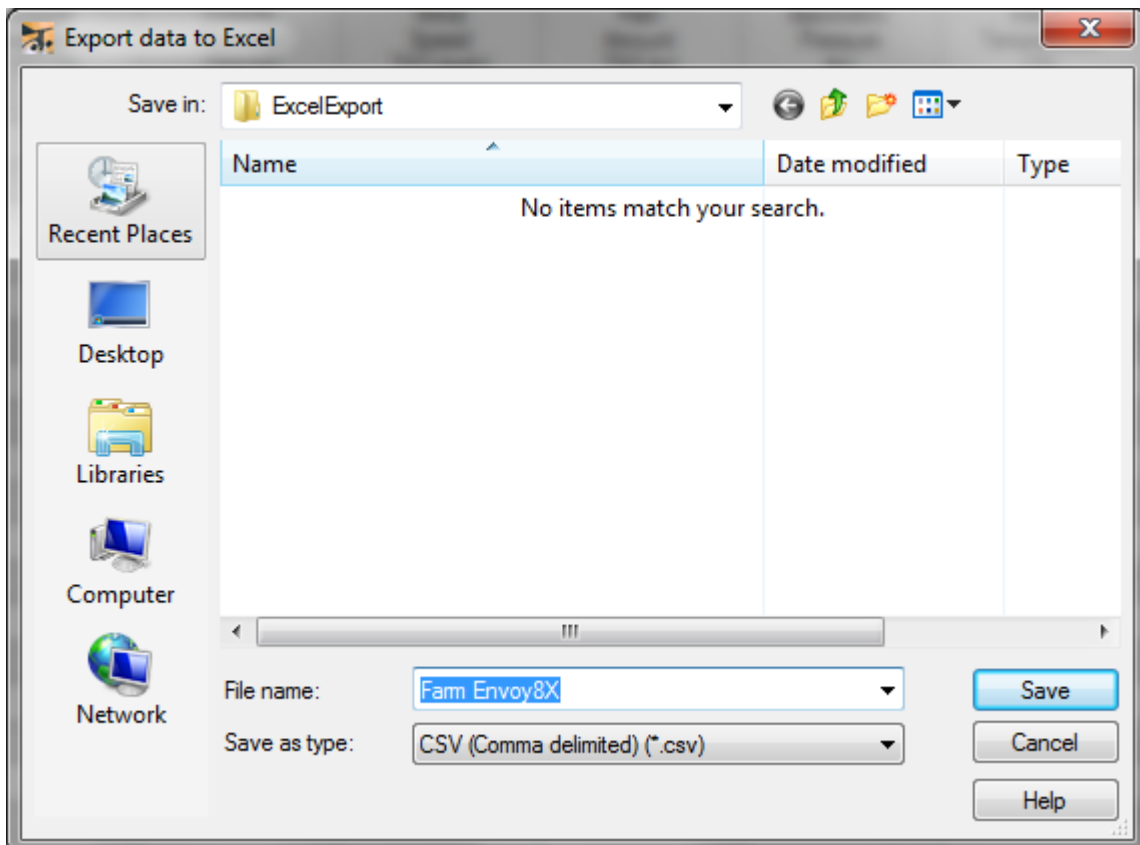 Export data to Excel
Save in:
ExcelExport
Name
Date modified
Type
No items match your search.
Recent Places
Desktop
Libraries
Computer
Network
File name:
Farm Envoy8X
Save
Save as type:
CSV (Comma delimited) (*.csv)
Cancel
Help